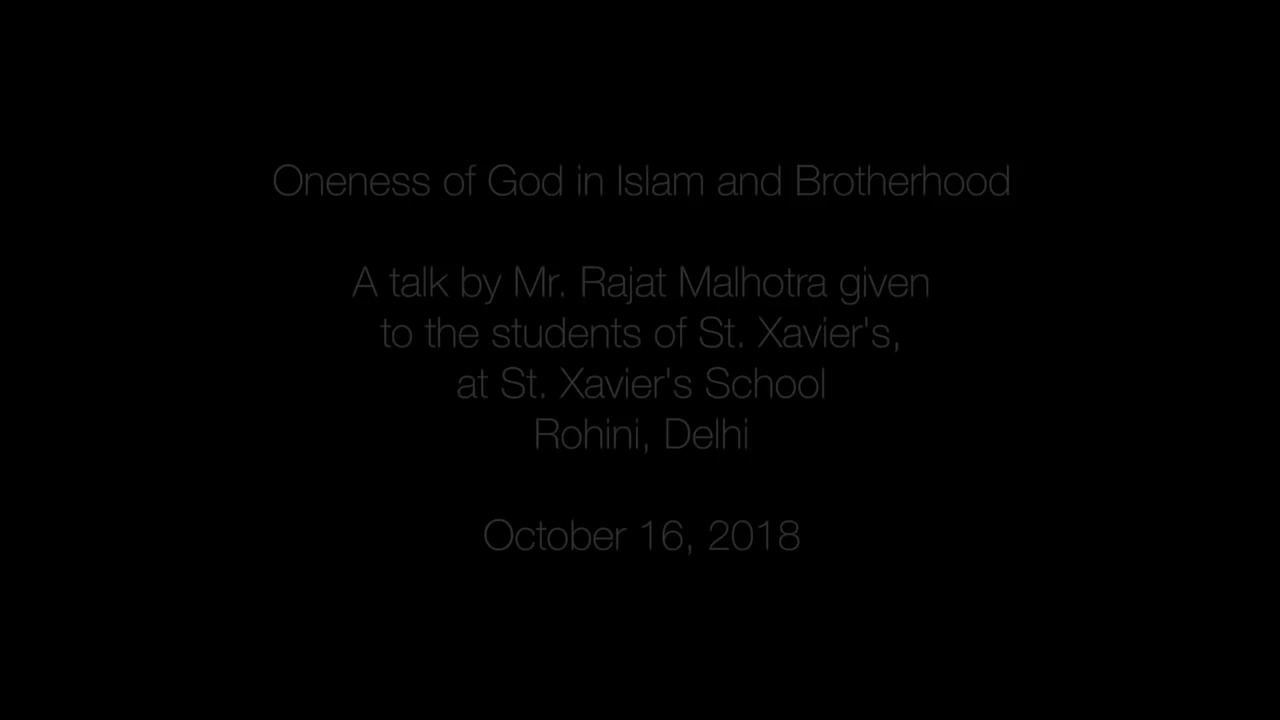 Oneness of God in Islam and Brotherhood
A talk by Mr. Rajat Malhotra given
to the students of St. Xavier's,
at St. Xavier's School
Rohini, Delhi
October 16, 2018